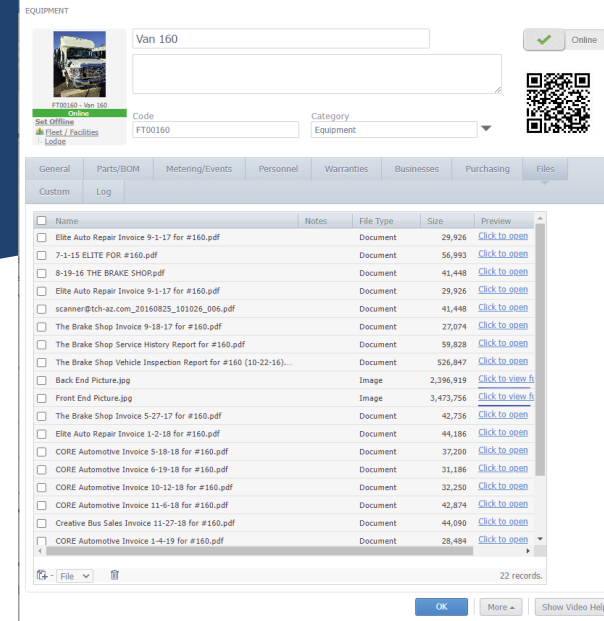 EQUIPMENT
Van 160
Online
FT00160 - Van 160
Online
Set Offline
Fleet / Facilities
Lodge
Code
FT00160
Category
Equipment
General Parts/BOM Metering/Events Personnel Warranties Businesses Purchasing Files
Custom Log
Name Notes File Type Size Preview
Elite Auto Repair Invoice 9-1-17 for #160.pdf Document 29,926 Click to open
7-1-15 ELITE FOR #160.pdf Document 56,993 Click to open
8-19-16 THE BRAKE SHOP.pdf Document 41,448 Click to open
Elite Auto Repair Invoice 9-1-17 for #160.pdf Document 29,926 Click to open
scanner@tch-az.com_20160825_101026_006.pdf Document 41,448 Click to open
The Brake Shop Invoice 9-18-17 for #160.pdf Document 27,074 Click to open
The Brake Shop Service History Report for #160.pdf Document 59,828 Click to open
The Brake Shop Vehicle Inspection Report for #160 (10-22-16).... Document 526,847 Click to open
Back End Picture.jpg Image 2,396,919 Click to view fu
Front End Picture.jpg Image 3,473,756 Click to view fu
The Brake Shop Invoice 5-27-17 for #160.pdf Document 42,736 Click to open
Elite Auto Repair Invoice 1-2-18 for #160.pdf Document 44,186 Click to open
CORE Automotive Invoice 5-18-18 for #160.pdf Document 37,200 Click to open
CORE Automotive Invoice 6-19-18 for #160.pdf Document 31,186 Click to open
CORE Automotive Invoice 10-12-18 for #160.pdf Document 32,250 Click to open
CORE Automotive Invoice 11-6-18 for #160.pdf Document 42,874 Click to open
Creative Bus Sales Invoice 11-27-18 for #160.pdf Document 44,090 Click to open
CORE Automotive Invoice 1-4-19 for #160.pdf Document 28,484 Click to open
File 22 records.
OK More Show Video Help